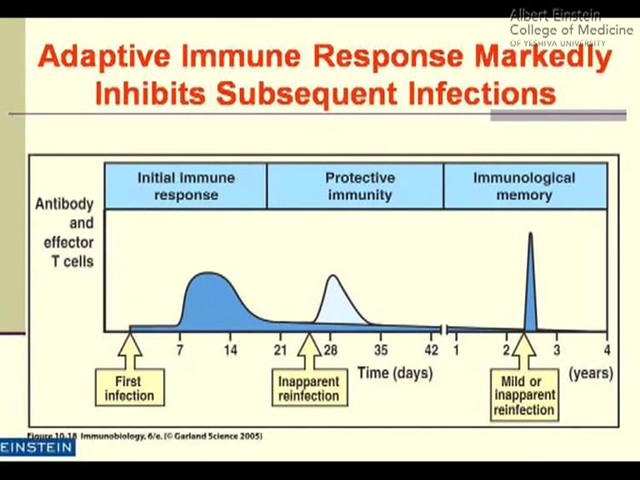 Albert Einstein
College of Medicine
OF YESHIVA UNIVERSITY
Adaptive Immune Response Markedly
Inhibits Subsequent Infections
Initial immune
response
Protective
immunity
Immunological
memory
Antibody
and
effector
T cells
7 14 21 28 35 42 1 2 3 4
Time (days)
(years)
First
infection
Inapparent
reinfection
Mild or
inapparent
reinfection
Figure 10-18 Immunobiology, 6/e. (© Garland Science 2005)
EINSTEIN